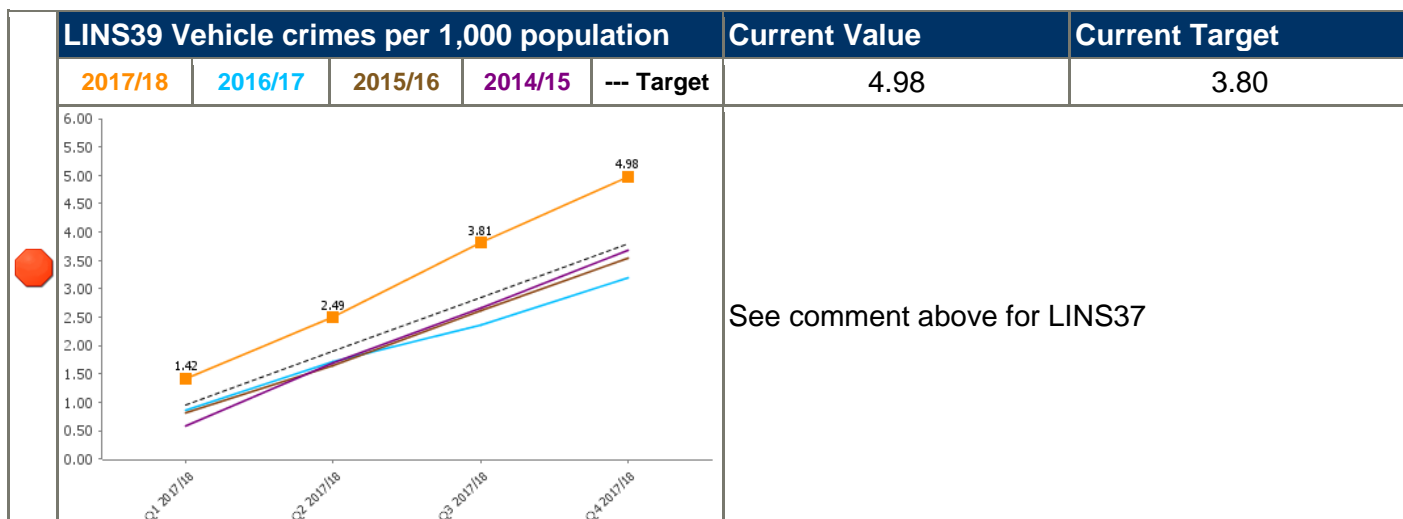 LINS39 Vehicle crimes per 1,000 population Current Value Current Target
2017/18 2016/17 2015/16 2014/15 --- Target 4.98 3.80
6.00
5.50
5.00
4.50
4.00
3.50
3.00
2.50
2.00
1.50
1.00
0.50
0.00
1.42
2.49
3.81
4.98
Q1 2017/18
Q2 2017/18
Q3 2017/18
Q4 2017/18
See comment above for LINS37